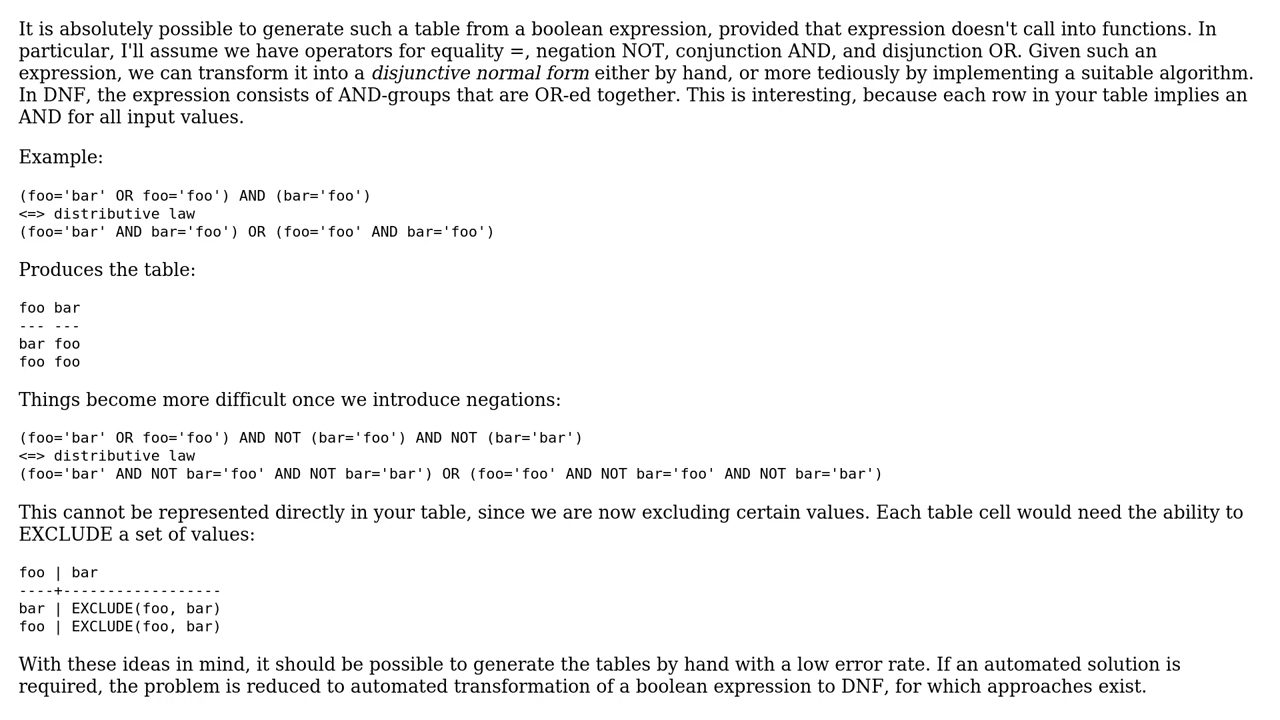 It is absolutely possible to generate such a table from a boolean expression, provided that expression doesn't call into functions. In
particular, I'll assume we have operators for equality =, negation NOT, conjunction AND, and disjunction OR. Given such an
expression, we can transform it into a disjunctive normal form either by hand, or more tediously by implementing a suitable algorithm.
In DNF, the expression consists of AND-groups that are OR-ed together. This is interesting, because each row in your table implies an
AND for all input values.
Example:
(foo='bar' OR foo='foo') AND (bar='foo')
<=> distributive law
(foo='bar' AND bar='foo') OR (foo='foo' AND bar='foo')
Produces the table:
foo bar
--- ---
bar foo
foo foo
Things become more difficult once we introduce negations:
(foo='bar' OR foo='foo') AND NOT (bar='foo') AND NOT (bar='bar')
<=> distributive law
(foo='bar' AND NOT bar='foo' AND NOT bar='bar') OR (foo='foo' AND NOT bar='foo' AND NOT bar='bar')
This cannot be represented directly in your table, since we are now excluding certain values. Each table cell would need the ability to
EXCLUDE a set of values:
foo | bar
----+------------------
bar | EXCLUDE(foo, bar)
foo | EXCLUDE(foo, bar)
With these ideas in mind, it should be possible to generate the tables by hand with a low error rate. If an automated solution is
required, the problem is reduced to automated transformation of a boolean expression to DNF, for which approaches exist.